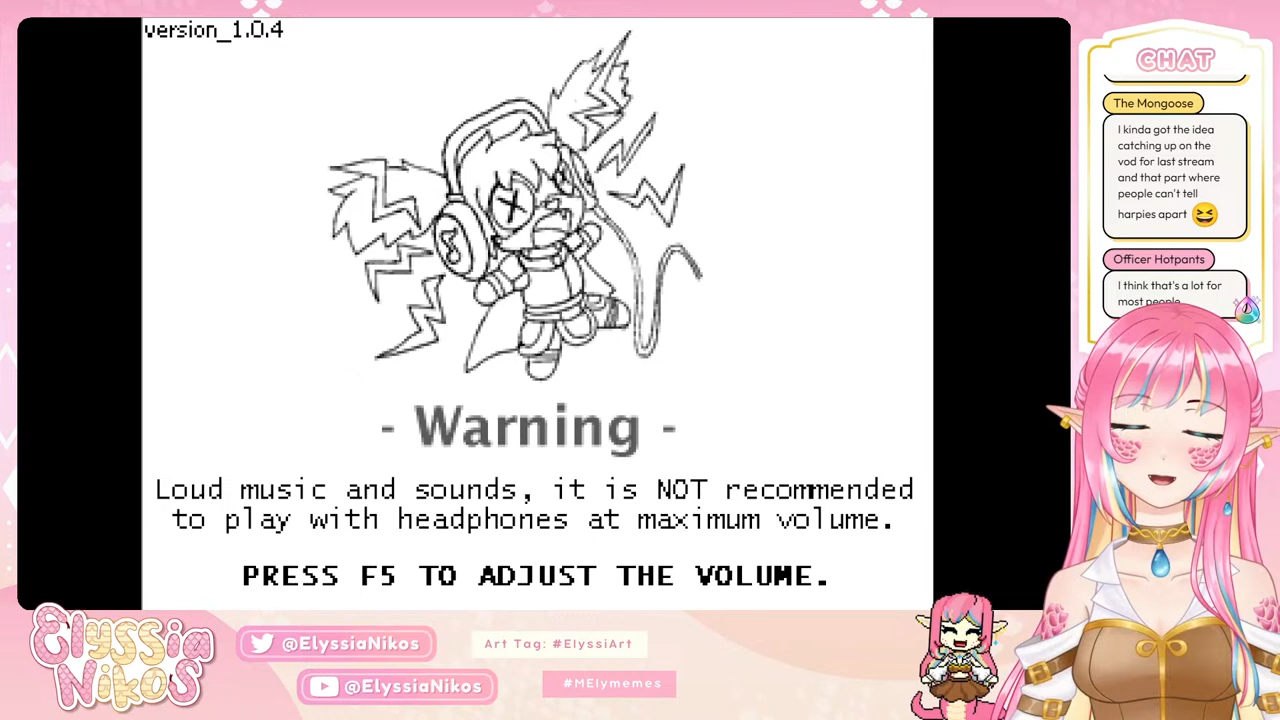 version_1.0.4
- Warning -
Loud music and sounds, it is NOT recommended
to play with headphones at maximum volume.
PRESS F5 TO ADJUST THE VOLUME.
CHAT
The Mongoose
I kinda got the idea
catching up on the
vod for last stream
and that part where
people can't tell
harpies apart 😆
Officer Hotpants
I think that's a lot for
most people
Elyssia
Nikos
@ElyssiaNikos
@ElyssiaNikos
Art Tag: #ElyssiArt
#MElymemes